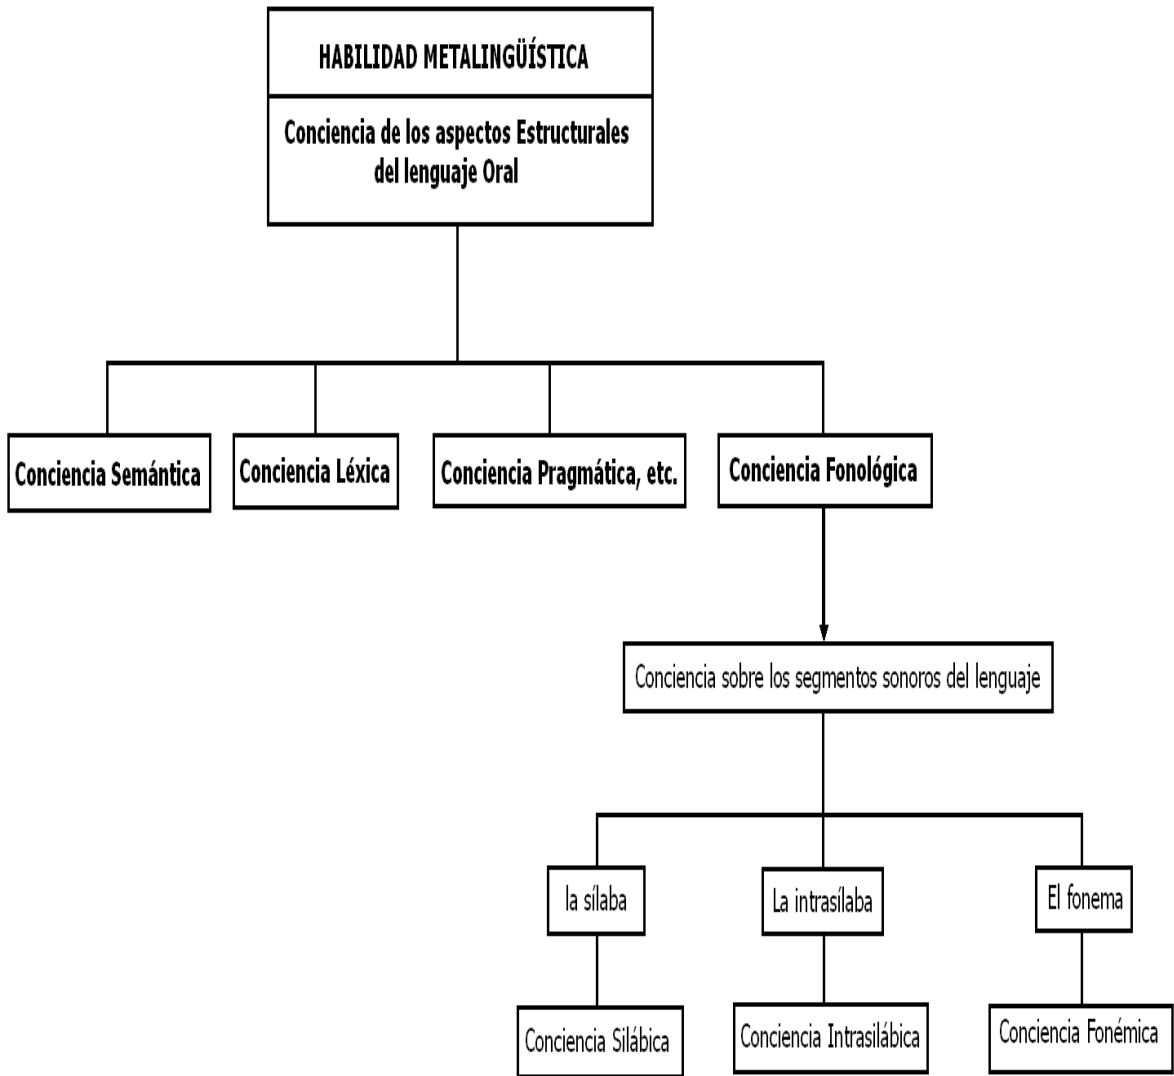 HABILIDAD METALINGÜÍSTICA
Conciencia de los aspectos Estructurales
del lenguaje Oral
Conciencia Semántica
Conciencia Léxica
Conciencia Pragmática, etc.
Conciencia Fonológica
Conciencia sobre los segmentos sonoros del lenguaje
la sílaba
La intrasílaba
El fonema
Conciencia Silábica
Conciencia Intrasilábica
Conciencia Fonémica